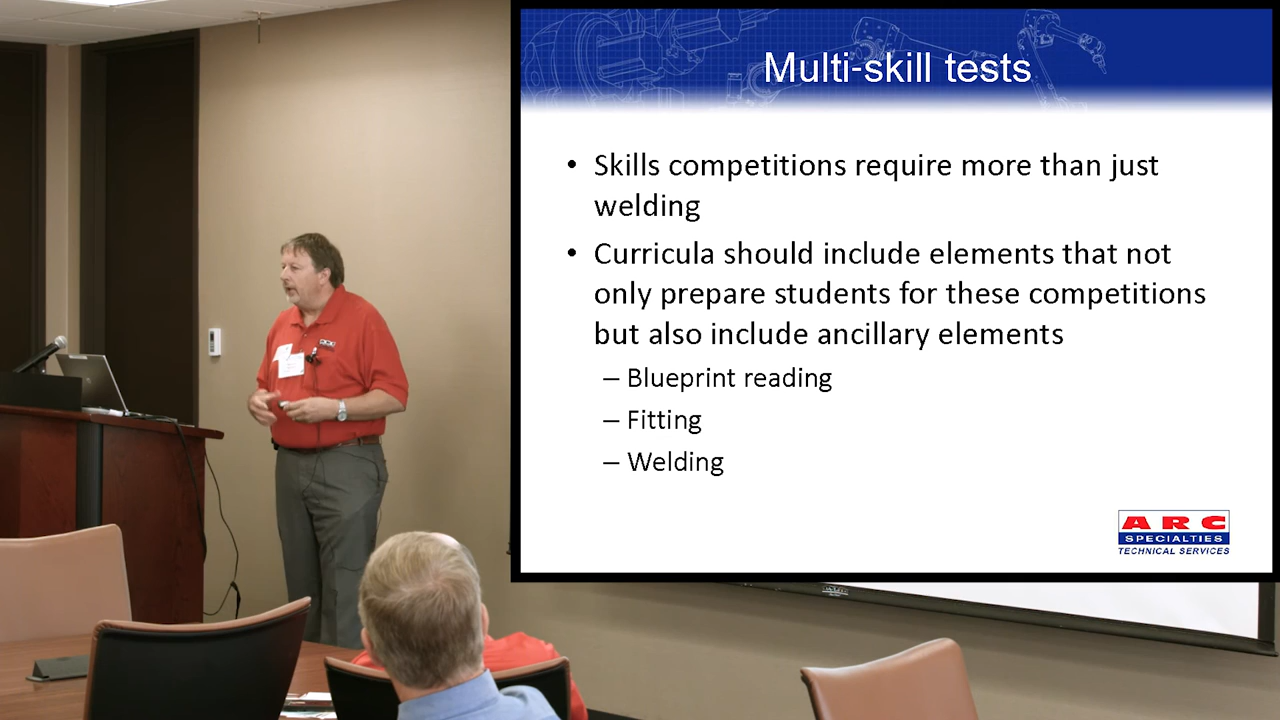 Multi-skill tests
• Skills competitions require more than just
welding
• Curricula should include elements that not
only prepare students for these competitions
but also include ancillary elements
– Blueprint reading
– Fitting
– Welding
ARC
SPECIALTIES
TECHNICAL SERVICES